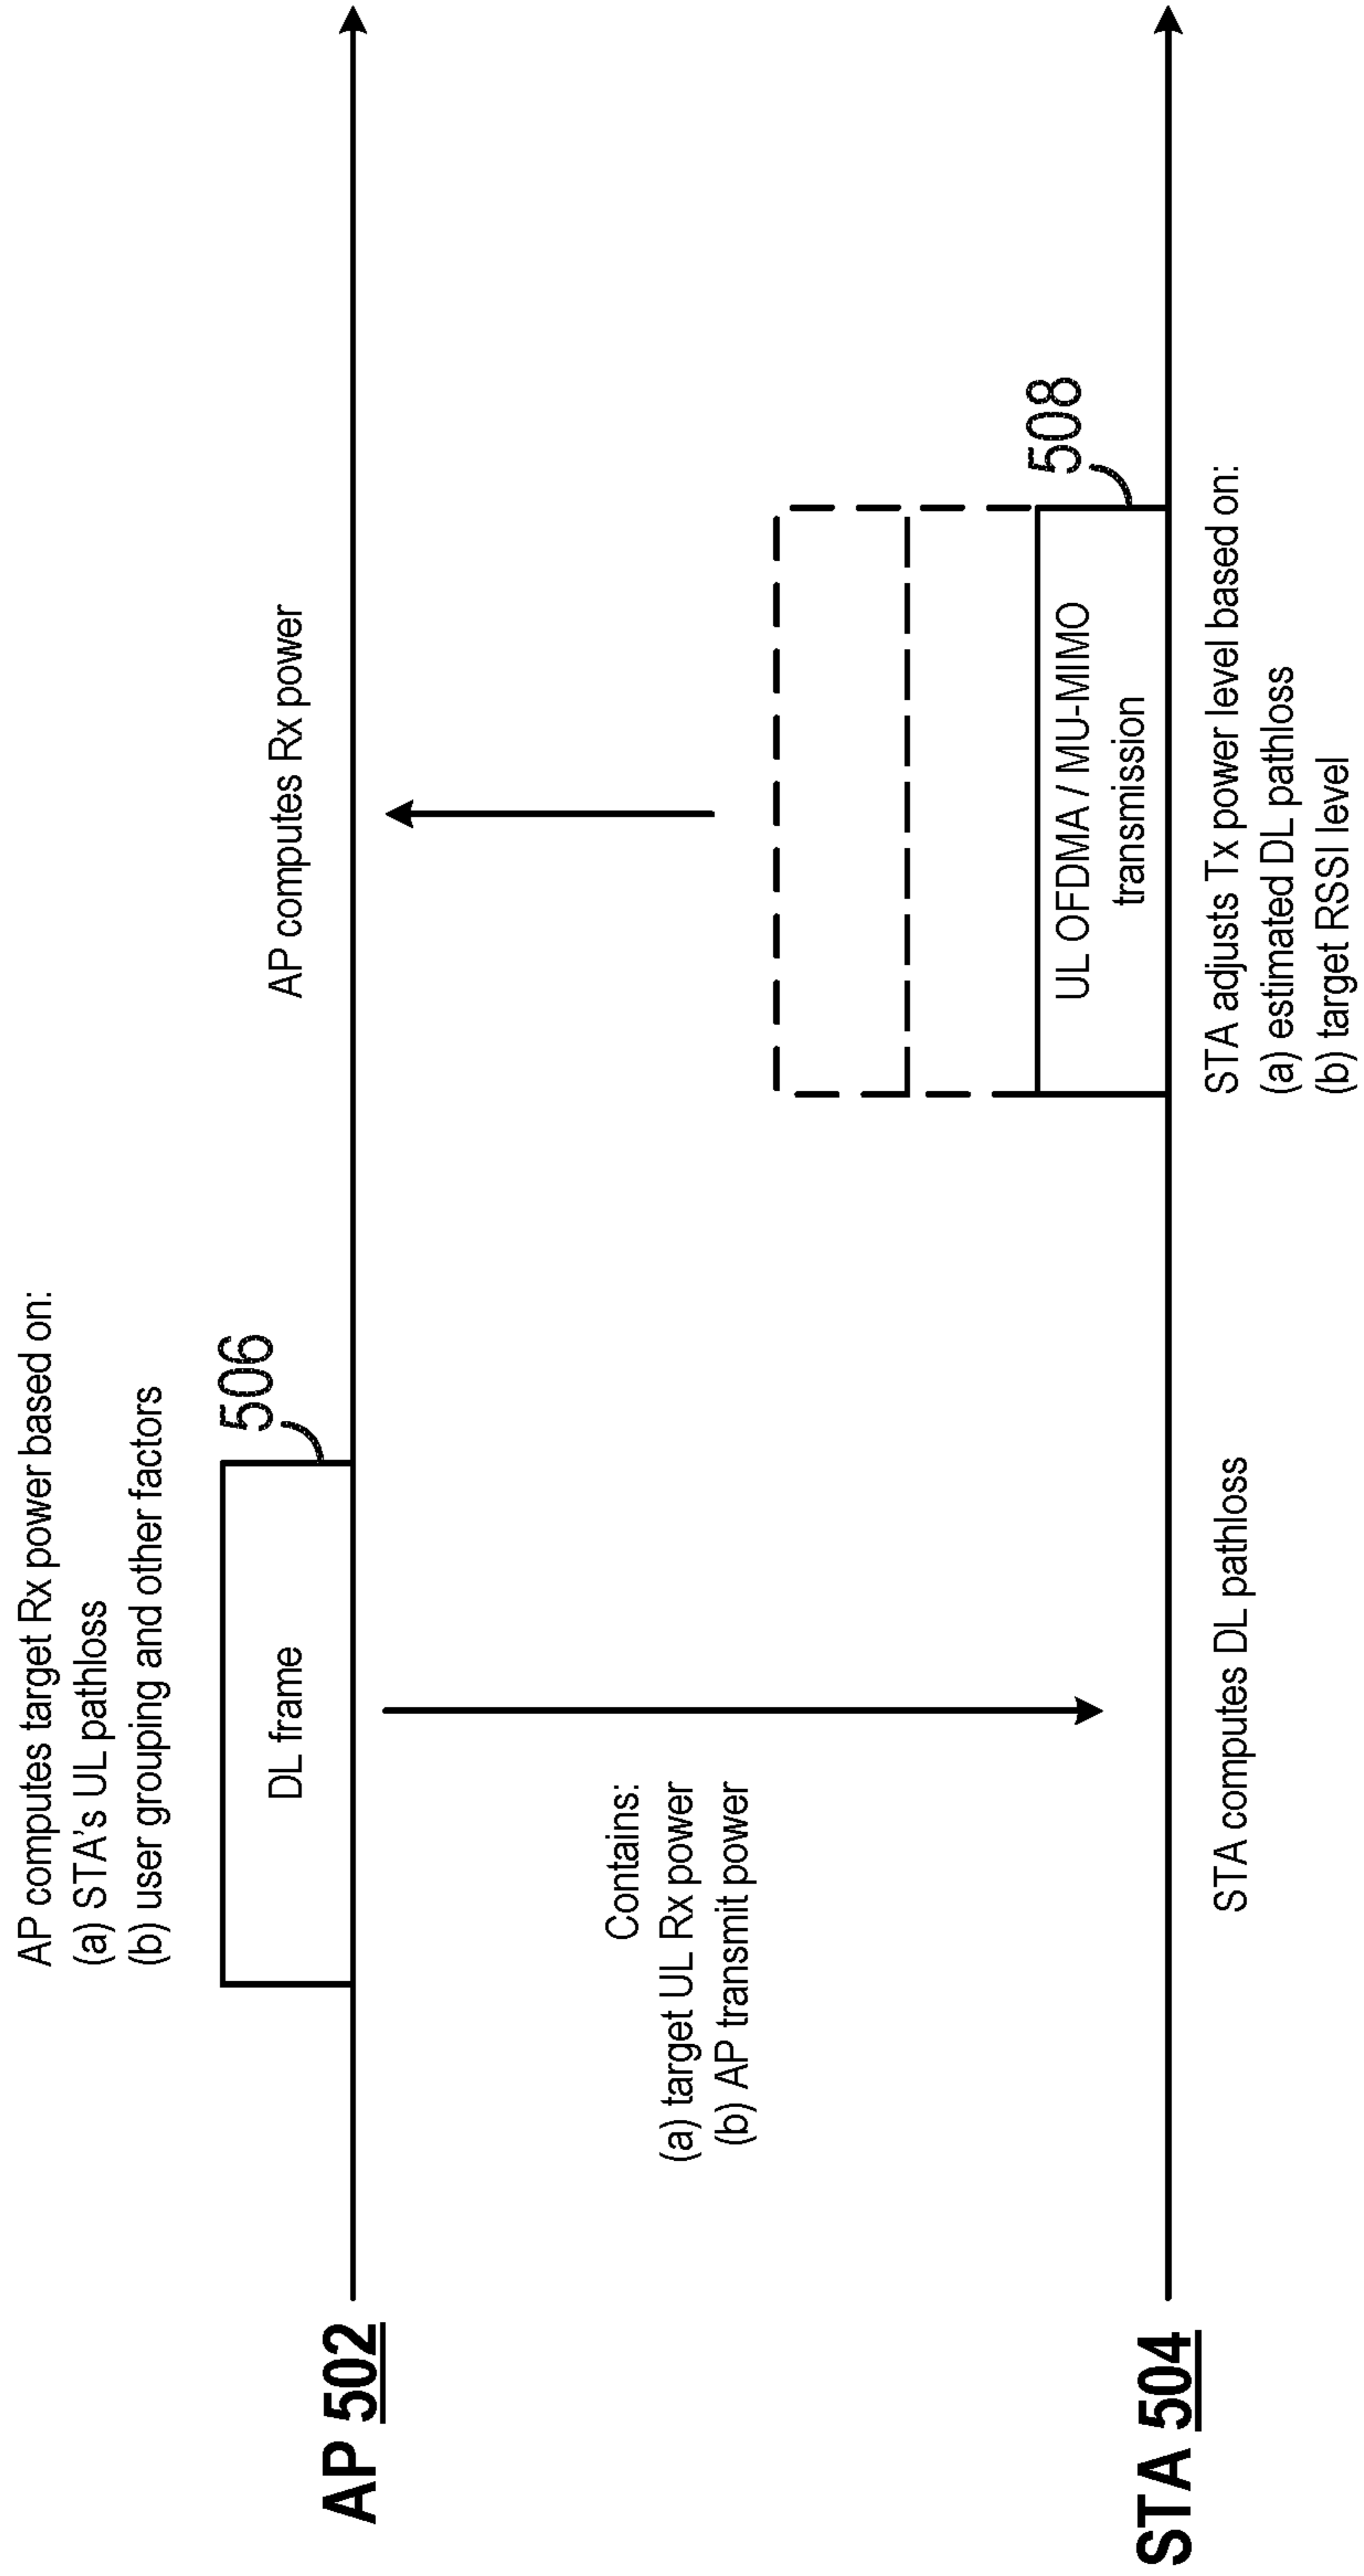 AP computes target Rx power based on:
(a) STA's UL pathloss
(b) user grouping and other factors
506
DL frame
AP computes Rx power
AP 502
Contains:
(a) target UL Rx power
(b) AP transmit power
508
UL OFDMA / MU-MIMO
transmission
STA 504
STA computes DL pathloss
STA adjusts Tx power level based on:
(a) estimated DL pathloss
(b) target RSSI level